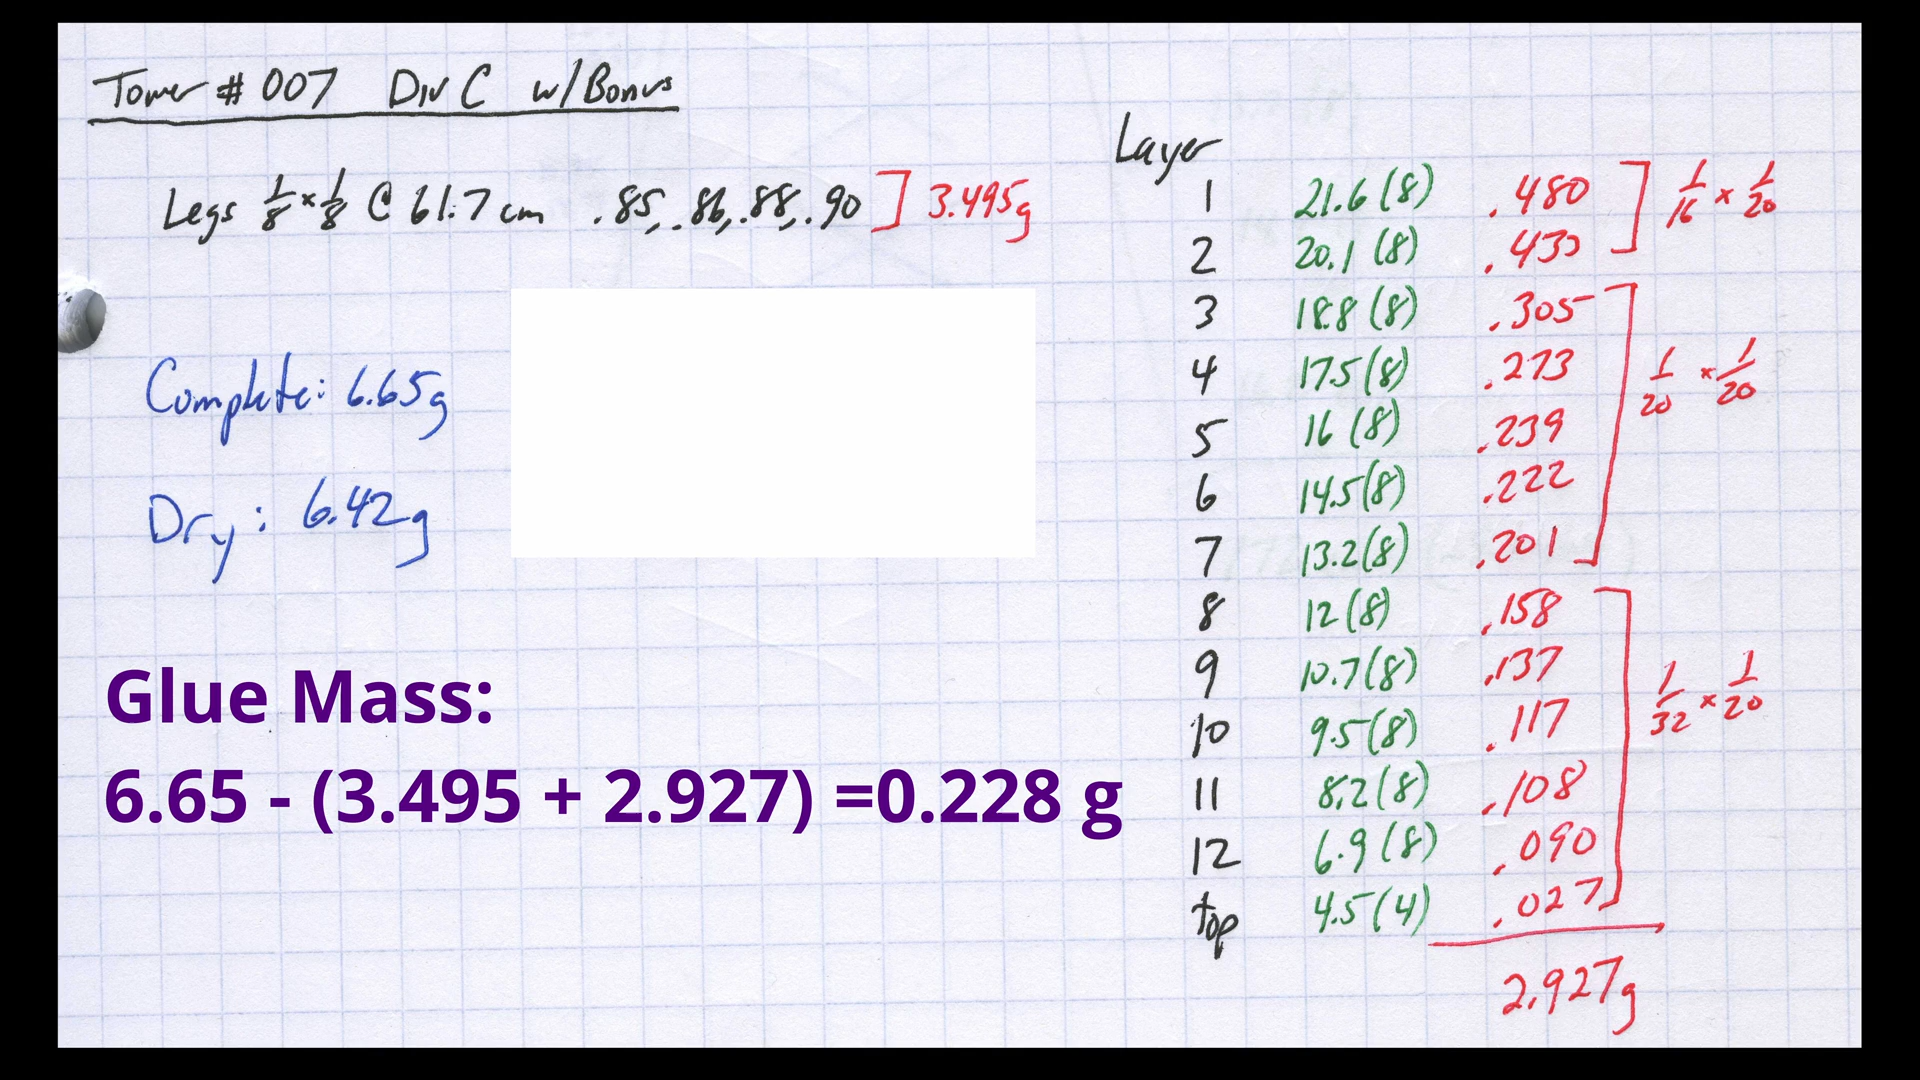 Tower # 007 Div C w/Bonus
Legs 1/8 x 1/8 @ 61.7 cm .85, .86, .88, .90 ] 3.495g
Complete: 6.65g
Dry: 6.42g
Glue Mass:
6.65 - (3.495 + 2.927) =0.228 g
Layer
1 21.6 (8) .480 ] 1/16 x 1/20
2 20.1 (8)
3 18.8 (8) .305
4 17.5 (8) .273 ] 1/20 x 1/20
5 16 (8) .239
6 14.5 (8) .222
7 13.2 (8) .201
8 12 (8) .158
9 10.7 (8) .137 ] 1/32 x 1/20
10 9.5 (8) .117
11 8.2 (8) .108
12 6.9 (8) .090
top 4.5 (4) .027
2.927g